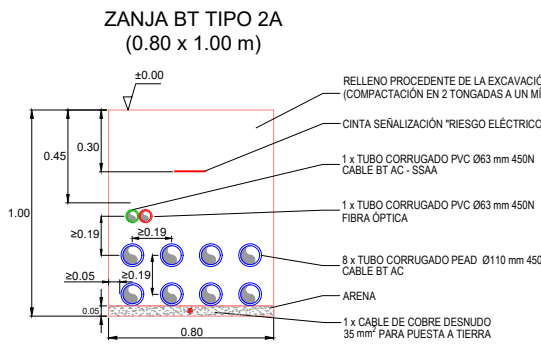 ZANJA BT TIPO 2A
(0.80 x 1.00 m)
±0.00
RELLENO PROCEDENTE DE LA EXCAVACIÓ
(COMPACTACIÓN EN 2 TONGADAS A UN MÍ
CINTA SEÑALIZACIÓN "RIESGO ELÉCTRICO
0.30
0.45
1 x TUBO CORRUGADO PVC Ø63 mm 450N
CABLE BT AC - SSAA
1.00
1 x TUBO CORRUGADO PVC Ø63 mm 450N
FIBRA ÓPTICA
≥0.19
≥0.19
8 x TUBO CORRUGADO PEAD Ø110 mm 450
CABLE BT AC
≥0.05
≥0.19
ARENA
0.05
1 x CABLE DE COBRE DESNUDO
35 mm² PARA PUESTA A TIERRA
0.80